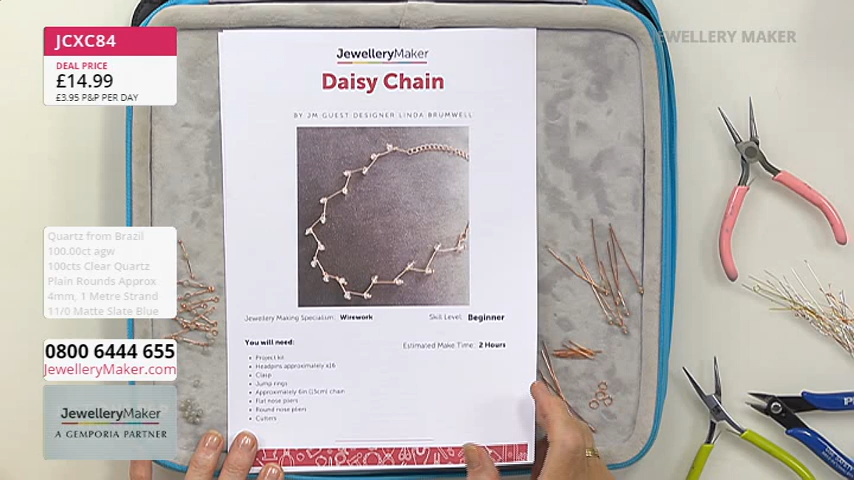 JCXC84
DEAL PRICE
£14.99
£3.95 P&P PER DAY
Quartz from Brazil
100.00ct agw
100cts Clear Quartz
Plain Rounds Approx
4mm, 1 Metre Strand
11/0 Matte Slate Blue
0800 6444 655
JewelleryMaker.com
JewelleryMaker
A GEMPORIA PARTNER
JEWELLERY MAKER
JewelleryMaker
Daisy Chain
BY JM GUEST DESIGNER LINDA BRUMWELL
Jewellery Making Specialism: Wirework
Skill Level: Beginner
You will need:
Estimated Make Time: 2 Hours
• Project kit
• Headpins approximately x16
• Clasp
• Jump rings
• Approximately 6in (15cm) chain
• Flat nose pliers
• Round nose pliers
• Cutters